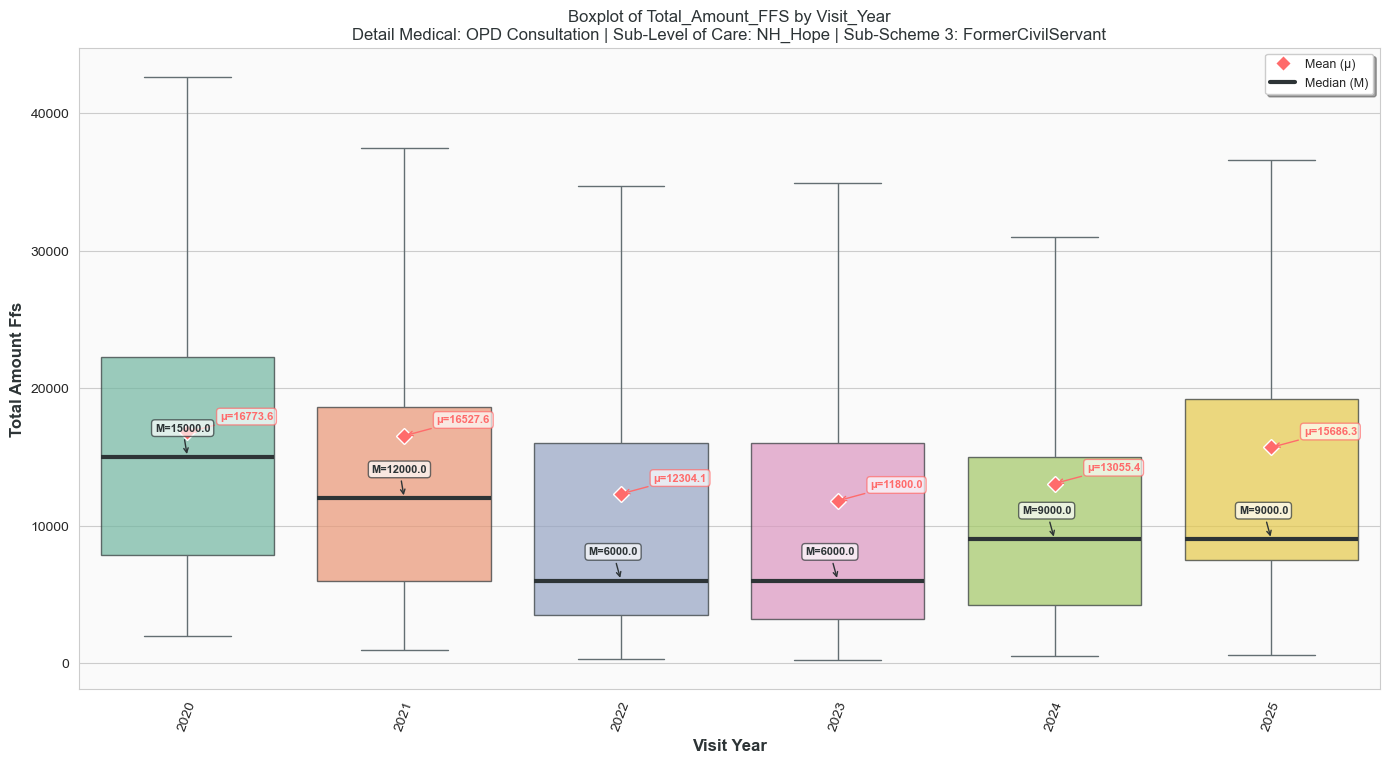 Boxplot of Total_Amount_FFS by Visit_Year
Detail Medical: OPD Consultation | Sub-Level of Care: NH_Hope | Sub-Scheme 3: FormerCivilServant
Mean (μ)
Median (M)
Total Amount Ffs
40000
30000
20000
10000
0
M=15000.0
μ=16773.6
M=12000.0
μ=16527.6
M=6000.0
μ=12304.1
M=6000.0
μ=11800.0
M=9000.0
μ=13055.4
M=9000.0
μ=15686.3
2020
2021
2022
2023
2024
2025
Visit Year